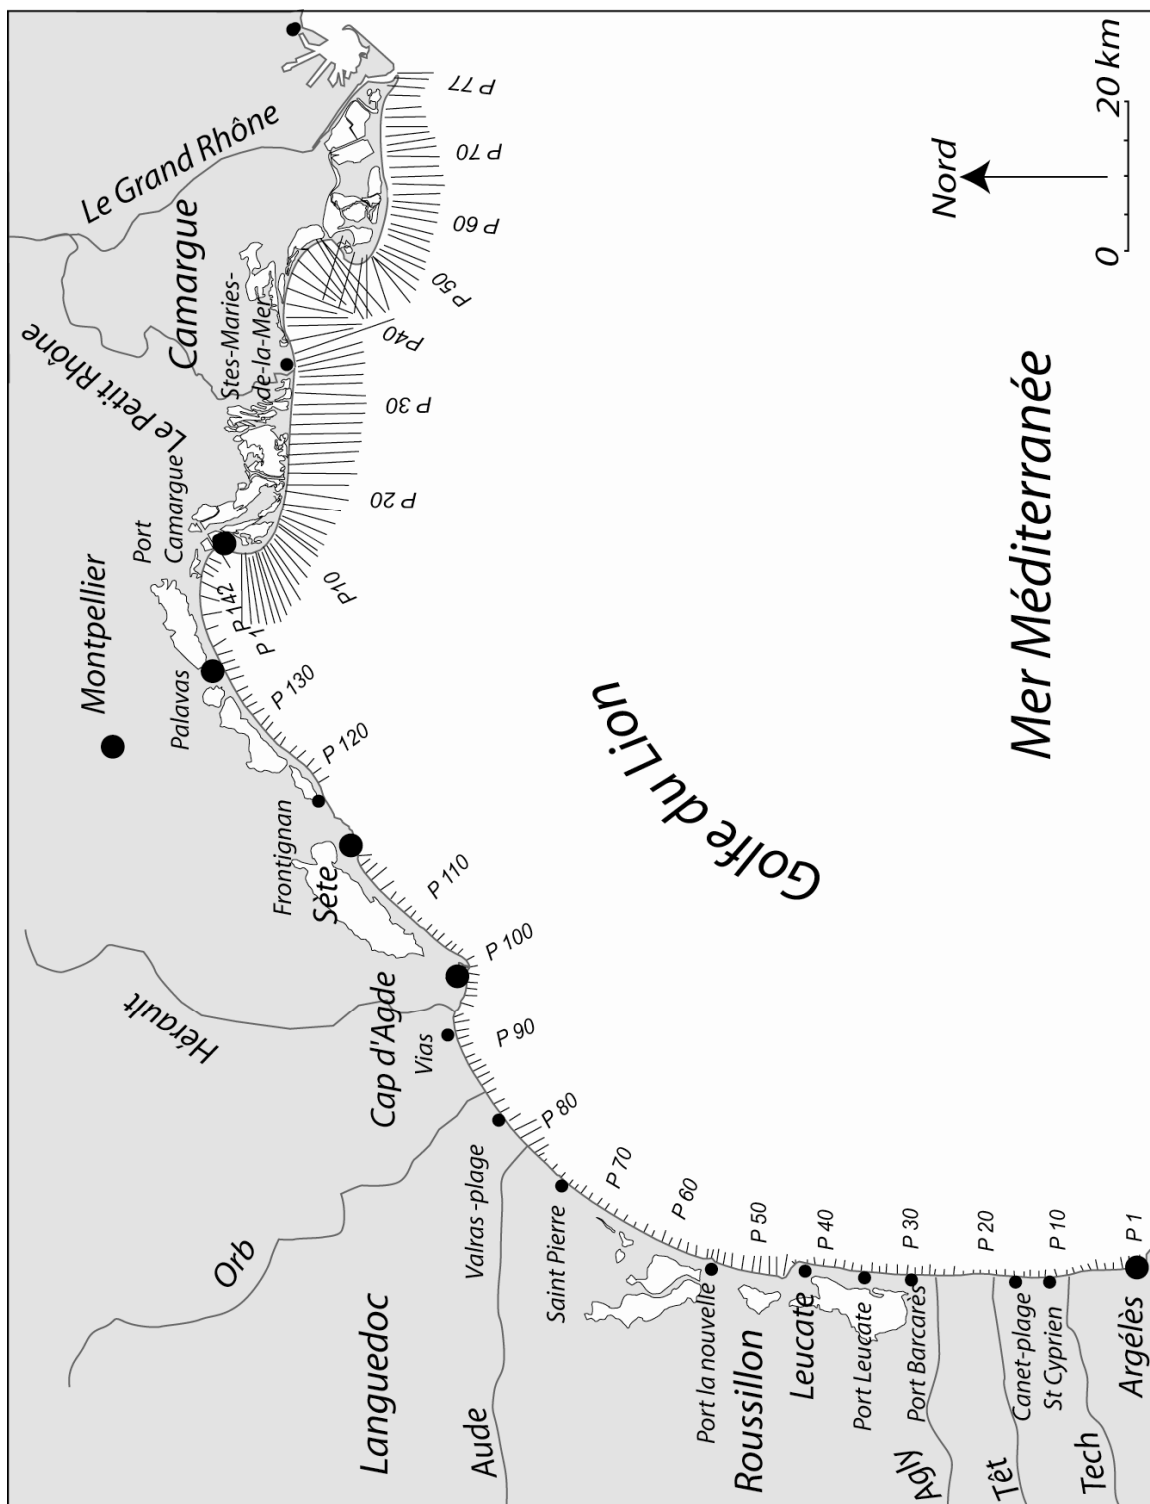 Le Grand Rhône
Camargue
Le Petit Rhône
Stes-Maries-
de-la-Mer
Port
Camargue
Montpellier
Palavas
Frontignan
Sète
Hérault
Cap d'Agde
Vias
Orb
Valras -plage
Languedoc
Aude
Saint Pierre
Port la nouvelle
Roussillon
Leucate
Port Leucate
Port Barcarès
Agly
Têt
Canet-plage
St Cyprien
Tech
Argélès
P 77
P 70
P 60
P 50
P40
P 30
P 20
P10
P 1
P 142
P 130
P 120
P 110
P 100
P 90
P 80
P 70
P 60
P 50
P 40
P 30
P 20
P 10
P 1
Golfe du Lion
Mer Méditerranée
Nord
0
20 km